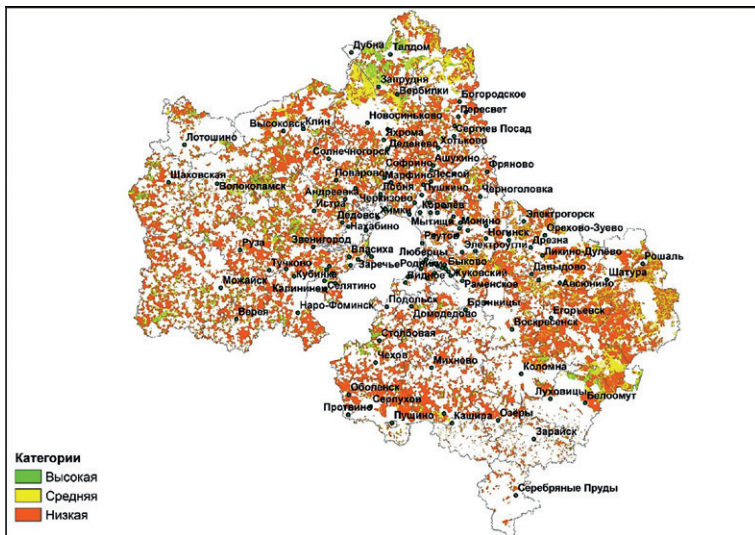 Дубна
Талдом
Запрудня
Вербилки
Богородское
Пересвет
Новосиньково
Высоковск
Клин
Сергиев Посад
Яхрома
Лотошино
Деденево
Хотьково
Солнечногорск
Ашукино
Софрино
Фряново
Поварово
Марфино
Лесной
Шаховская
Волоколамск
Андреевка
Лобня
Пушкино
Черноголовка
Истра
Черкизово
Королёв
Химки
Дедовск
Мытищи
Монино
Электрогорск
Нахабино
Реутов
Ногинск
Орехово-Зуево
Дрезна
Руза
Звенигород
Власиха
Люберцы
Электроугли
Ликино-Дулёво
Рошаль
Тучково
Заречье
Быково
Давыдово
Шатура
Кубинка
Видное
Жуковский
Можайск
Калининец
Селятино
Раменское
Авсюнино
Верея
Наро-Фоминск
Подольск
Бронницы
Домодедово
Егорьевск
Воскресенск
Столбовая
Чехов
Михнево
Коломна
Оболенск
Луховицы
Белоомут
Протвино
Серпухов
Пущино
Кашира
Озёры
Зарайск
Серебряные Пруды
Категории
Высокая
Средняя
Низкая